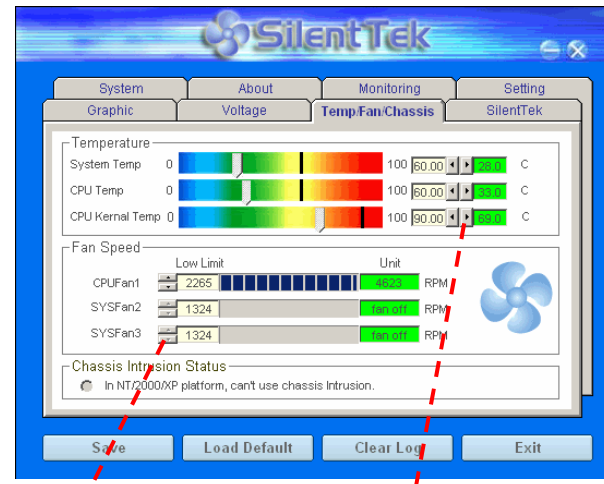 SilentTek
System About Monitoring Setting
Graphic Voltage Temp/Fan/Chassis SilentTek
Temperature
System Temp 0 100 60.00 28.0 C
CPU Temp 0 100 60.00 33.0 C
CPU Kernal Temp 0 100 90.00 69.0 C
Fan Speed
Low Limit Unit
CPUFan1 2265 4623 RPM
SYSFan2 1324 fan off RPM
SYSFan3 1324 fan off RPM
Chassis Intrusion Status
In NT/2000/XP platform, can't use chassis Intrusion.
Save Load Default Clear Log Exit